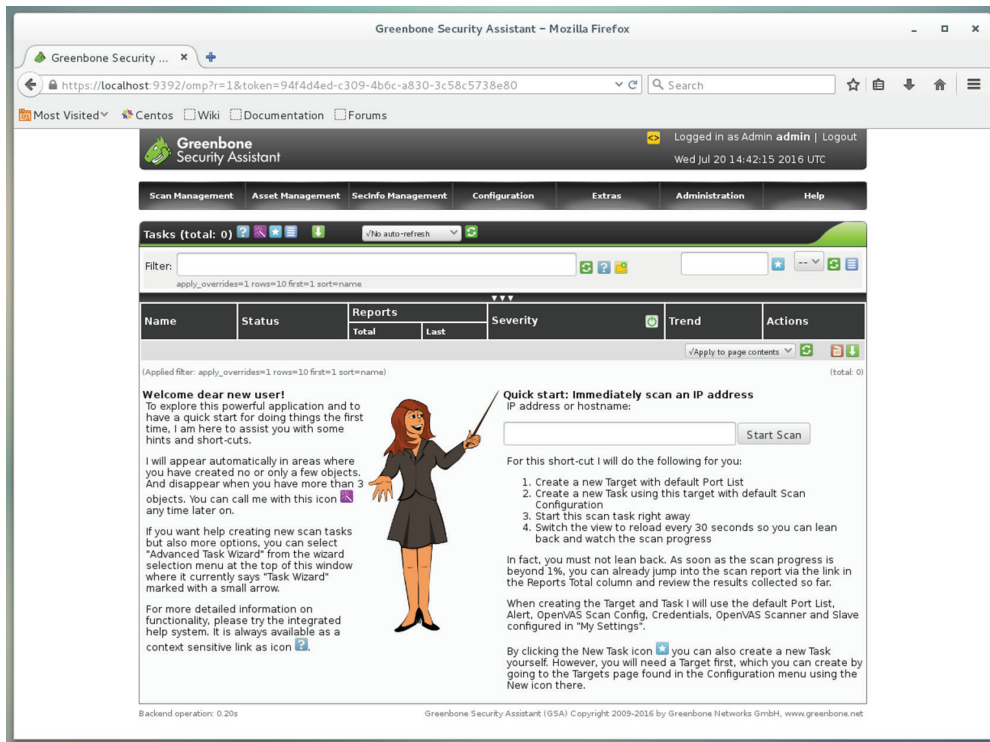 Greenbone Security Assistant – Mozilla Firefox
Greenbone Security ...
https://localhost:9392/omp?r=1&token=94f4d4ed-c309-4b6c-a830-3c58c5738e80
Search
Most Visited
Centos
Wiki
Documentation
Forums
Greenbone
Security Assistant
Logged in as Admin admin | Logout
Wed Jul 20 14:42:15 2016 UTC
Scan Management
Asset Management
SecInfo Management
Configuration
Extras
Administration
Help
Tasks (total: 0)
√No auto-refresh
Filter:
--
apply_overrides=1 rows=10 first=1 sort=name
Name
Status
Reports
Total
Last
Severity
Trend
Actions
√Apply to page contents
(Applied filter: apply_overrides=1 rows=10 first=1 sort=name)
(total: 0)
Welcome dear new user!
To explore this powerful application and to
have a quick start for doing things the first
time, I am here to assist you with some
hints and short-cuts.
I will appear automatically in areas where
you have created no or only a few objects.
And disappear when you have more than 3
objects. You can call me with this icon
any time later on.
If you want help creating new scan tasks
but also more options, you can select
"Advanced Task Wizard" from the wizard
selection menu at the top of this window
where it currently says "Task Wizard"
marked with a small arrow.
For more detailed information on
functionality, please try the integrated
help system. It is always available as a
context sensitive link as icon ?.
Quick start: Immediately scan an IP address
IP address or hostname:
Start Scan
For this short-cut I will do the following for you:
1. Create a new Target with default Port List
2. Create a new Task using this target with default Scan
Configuration
3. Start this scan task right away
4. Switch the view to reload every 30 seconds so you can lean
back and watch the scan progress
In fact, you must not lean back. As soon as the scan progress is
beyond 1%, you can already jump into the scan report via the link in
the Reports Total column and review the results collected so far.
When creating the Target and Task I will use the default Port List,
Alert, OpenVAS Scan Config, Credentials, OpenVAS Scanner and Slave
configured in "My Settings".
By clicking the New Task icon you can also create a new Task
yourself. However, you will need a Target first, which you can create by
going to the Targets page found in the Configuration menu using the
New icon there.
Backend operation: 0.20s
Greenbone Security Assistant (GSA) Copyright 2009-2016 by Greenbone Networks GmbH, www.greenbone.net